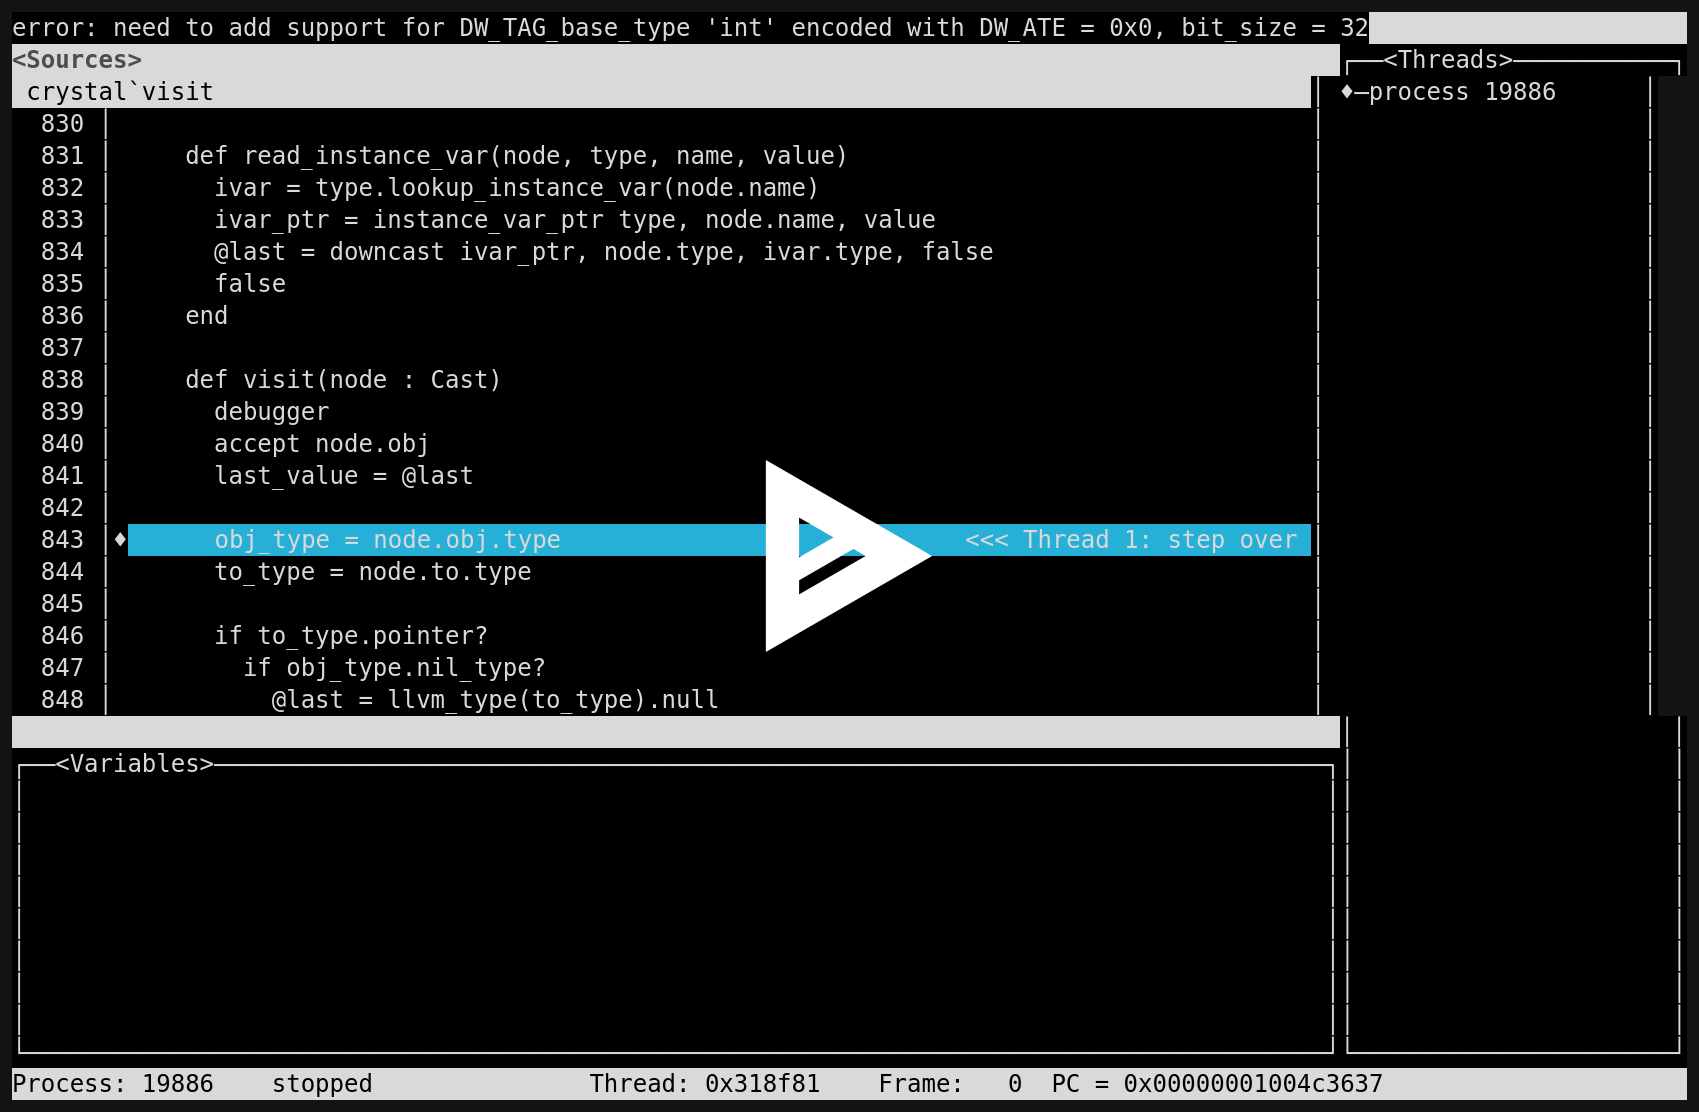 error: need to add support for DW_TAG_base_type 'int' encoded with DW_ATE = 0x0, bit_size = 32
<Sources>
<Threads>
crystal`visit
♦─process 19886
830
831 def read_instance_var(node, type, name, value)
832 ivar = type.lookup_instance_var(node.name)
833 ivar_ptr = instance_var_ptr type, node.name, value
834 @last = downcast ivar_ptr, node.type, ivar.type, false
835 false
836 end
837
838 def visit(node : Cast)
839 debugger
840 accept node.obj
841 last_value = @last
842
843 ♦ obj_type = node.obj.type <<< Thread 1: step over
844 to_type = node.to.type
845
846 if to_type.pointer?
847 if obj_type.nil_type?
848 @last = llvm_type(to_type).null
<Variables>
Process: 19886 stopped Thread: 0x318f81 Frame: 0 PC = 0x00000001004c3637